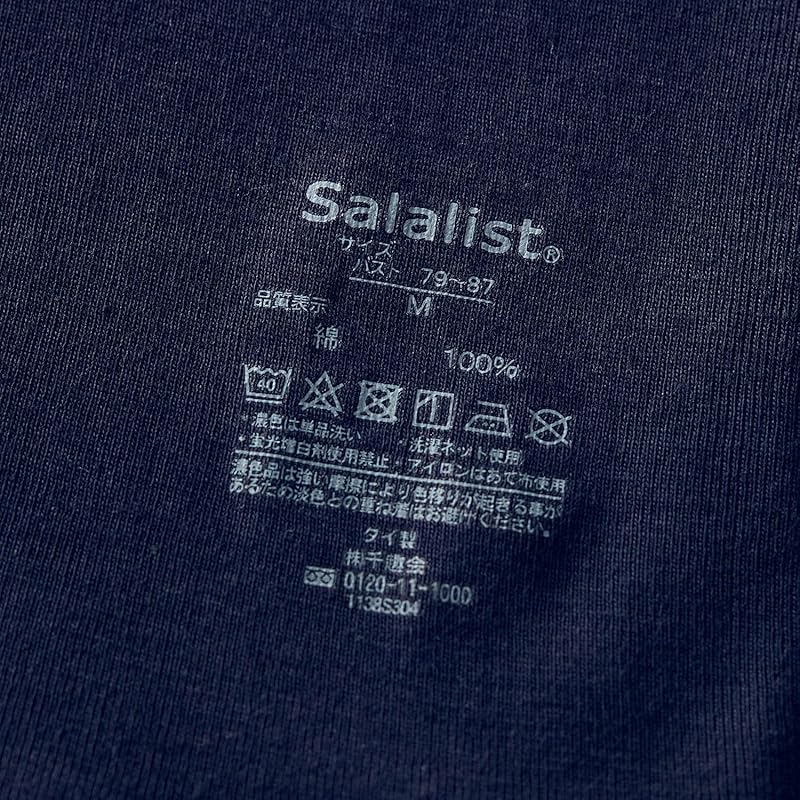 Salalist®
サイズ
バスト 79〜87
M
品質表示
綿 100%
40
*濃色は単品洗い *洗濯ネット使用
*蛍光増白剤使用禁止 *アイロンはあて布使用
濃色品は強い摩擦により色移りが起きる事が
あるため淡色との重ね着はお避けください。
タイ製
㈱千趣会
0120-11-1000
1138S304